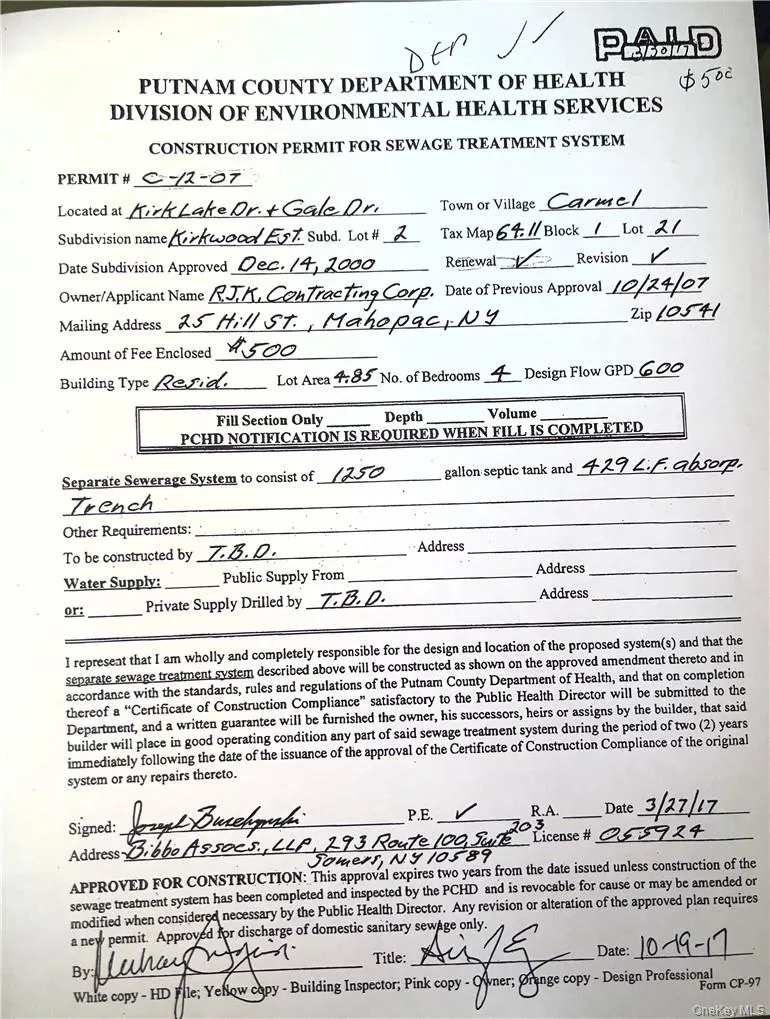 DEP 11
PAID
$500
PUTNAM COUNTY DEPARTMENT OF HEALTH
DIVISION OF ENVIRONMENTAL HEALTH SERVICES
CONSTRUCTION PERMIT FOR SEWAGE TREATMENT SYSTEM
PERMIT # C-12-07
Located at Kirk Lake Dr. + Gale Dr. Town or Village Carmel
Subdivision name Kirkwood Est. Subd. Lot # 2 Tax Map 64.11 Block 1 Lot 21
Date Subdivision Approved Dec. 14, 2000 Renewal ✓ Revision ✓
Owner/Applicant Name R.J.K. Contracting Corp. Date of Previous Approval 10/24/07
Mailing Address 25 Hill St., Mahopac, NY Zip 10541
Amount of Fee Enclosed $500
Building Type Resid. Lot Area 4.85 No. of Bedrooms 4 Design Flow GPD 600
Fill Section Only Depth Volume
PCHD NOTIFICATION IS REQUIRED WHEN FILL IS COMPLETED
Separate Sewerage System to consist of 1250 gallon septic tank and 429 L.F. absorp.
Trench
Other Requirements:
To be constructed by T.B.D. Address
Water Supply: Public Supply From Address
or: Private Supply Drilled by T.B.D. Address
I represent that I am wholly and completely responsible for the design and location of the proposed system(s) and that the
separate sewage treatment system described above will be constructed as shown on the approved amendment thereto and in
accordance with the standards, rules and regulations of the Putnam County Department of Health, and that on completion
thereof a "Certificate of Construction Compliance" satisfactory to the Public Health Director will be submitted to the
Department, and a written guarantee will be furnished the owner, his successors, heirs or assigns by the builder, that said
builder will place in good operating condition any part of said sewage treatment system during the period of two (2) years
immediately following the date of the issuance of the approval of the Certificate of Construction Compliance of the original
system or any repairs thereto.
Signed: Joseph Buschynski P.E. ✓ R.A. Date 3/27/17
Address Bibbo Assocs., LLP, 293 Route 100, Suite 203 License # 055924
Somers, NY 10589
APPROVED FOR CONSTRUCTION: This approval expires two years from the date issued unless construction of the
sewage treatment system has been completed and inspected by the PCHD and is revocable for cause or may be amended or
modified when considered necessary by the Public Health Director. Any revision or alteration of the approved plan requires
a new permit. Approved for discharge of domestic sanitary sewage only.
By: Title: Date: 10-19-17
White copy - HD File; Yellow copy - Building Inspector; Pink copy - Owner; Orange copy - Design Professional
Form CP-97
OneKey MLS